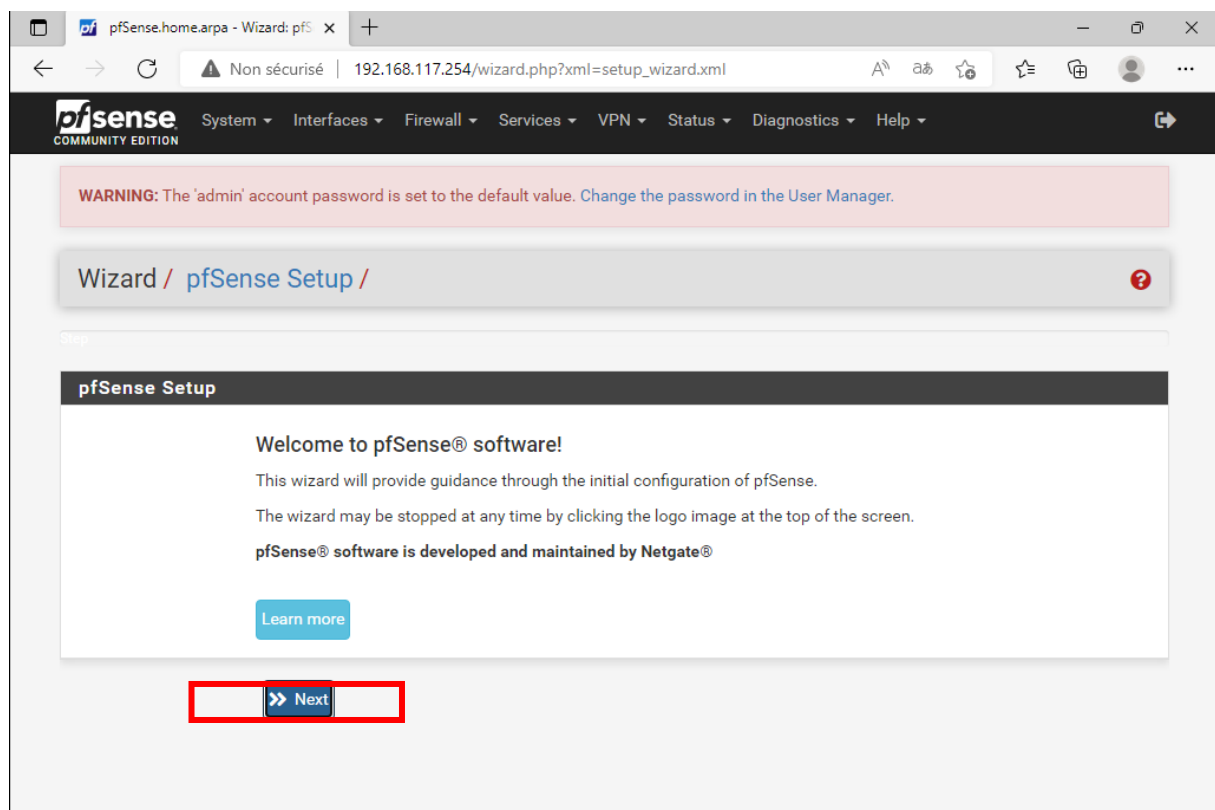 pfSense.home.arpa - Wizard: pfS
Non sécurisé | 192.168.117.254/wizard.php?xml=setup_wizard.xml
pfsense
COMMUNITY EDITION
System Interfaces Firewall Services VPN Status Diagnostics Help
WARNING: The 'admin' account password is set to the default value. Change the password in the User Manager.
Wizard / pfSense Setup /
Step
pfSense Setup
Welcome to pfSense® software!
This wizard will provide guidance through the initial configuration of pfSense.
The wizard may be stopped at any time by clicking the logo image at the top of the screen.
pfSense® software is developed and maintained by Netgate®
Learn more
Next